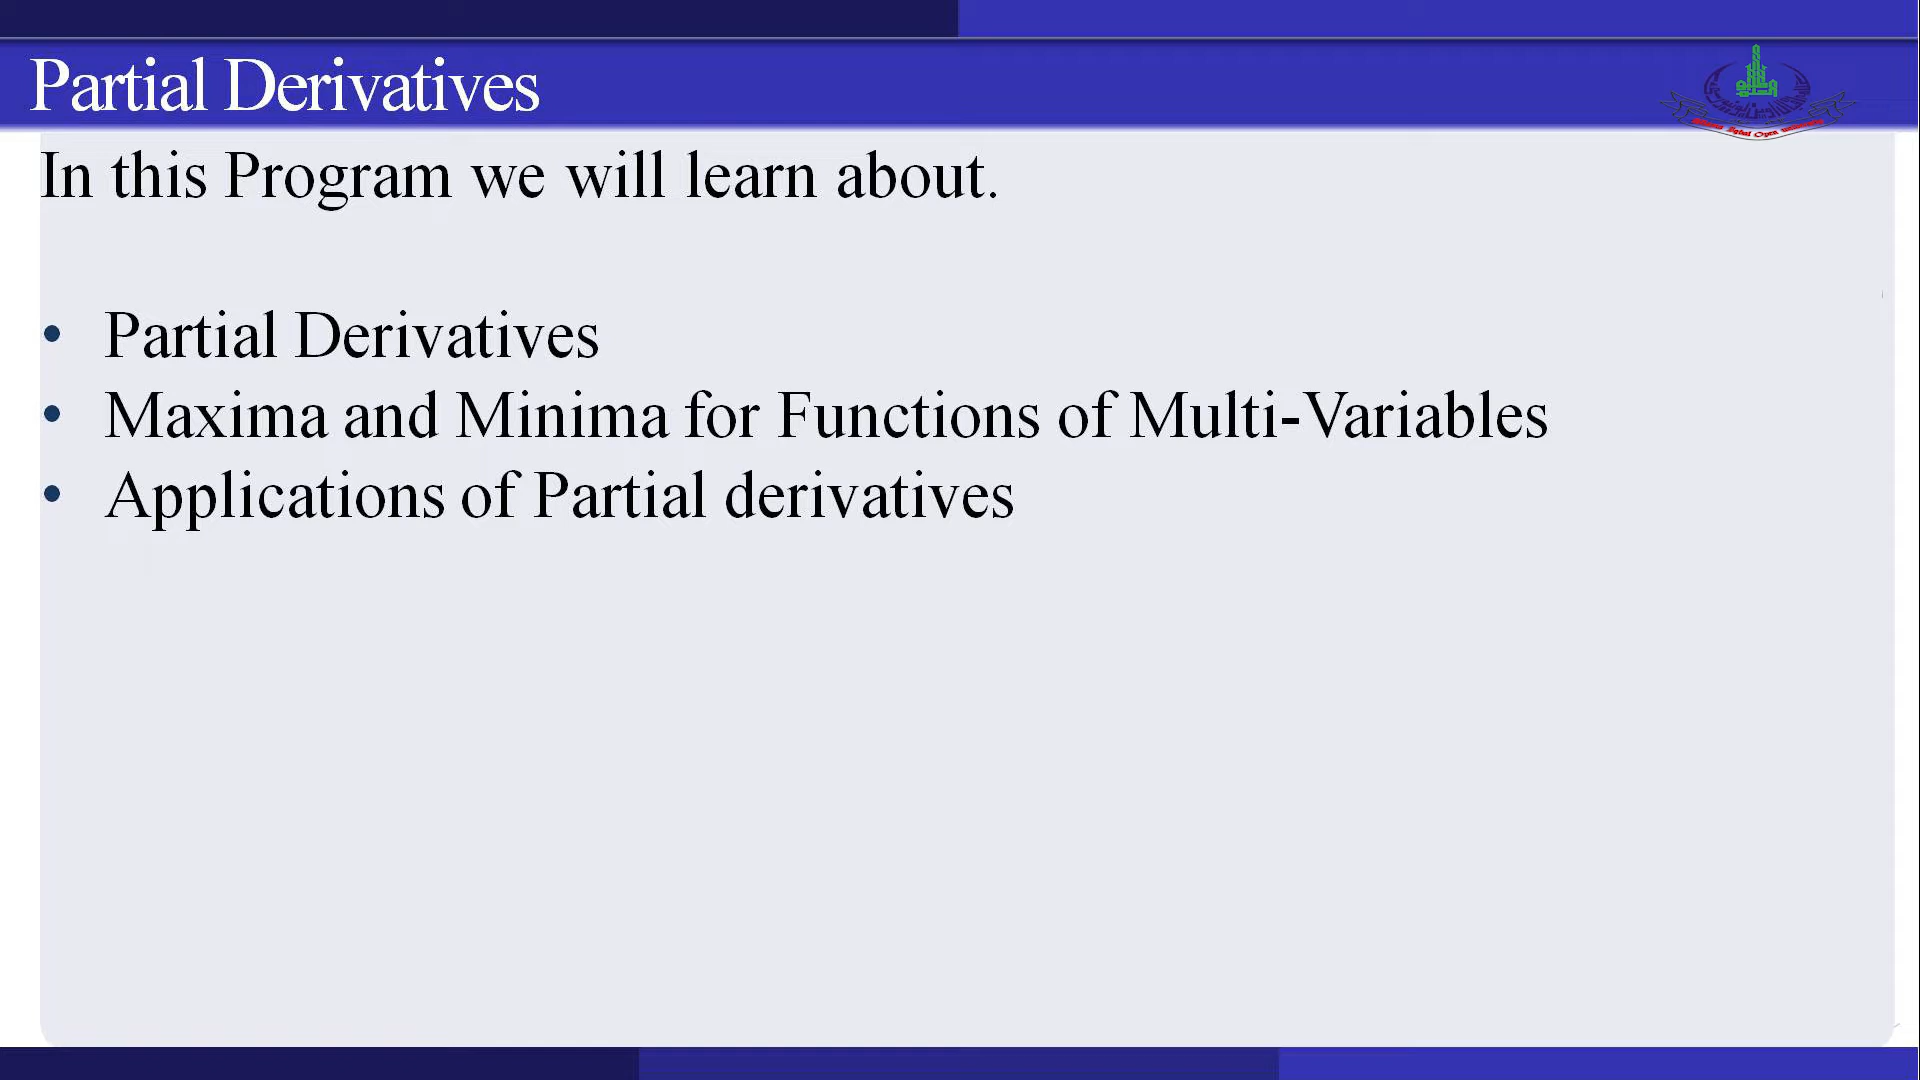 Partial Derivatives
In this Program we will learn about.
• Partial Derivatives
• Maxima and Minima for Functions of Multi-Variables
• Applications of Partial derivatives